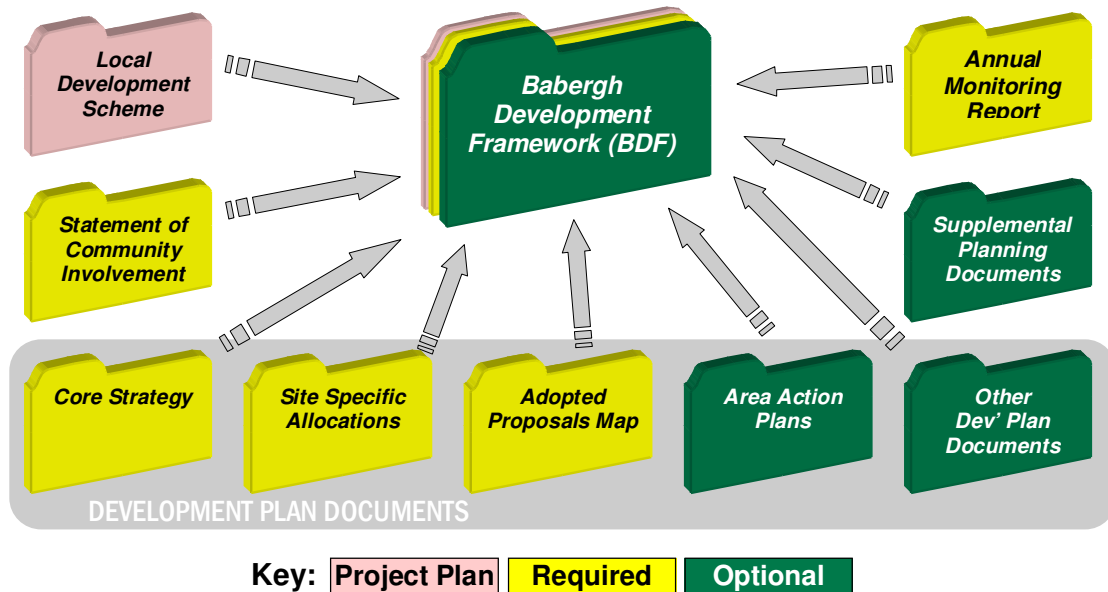 Local
Development
Scheme
Babergh
Development
Framework (BDF)
Annual
Monitoring
Report
Statement of
Community
Involvement
Supplemental
Planning
Documents
Core Strategy
Site Specific
Allocations
Adopted
Proposals Map
Area Action
Plans
Other
Dev' Plan
Documents
DEVELOPMENT PLAN DOCUMENTS
Key: Project Plan Required Optional